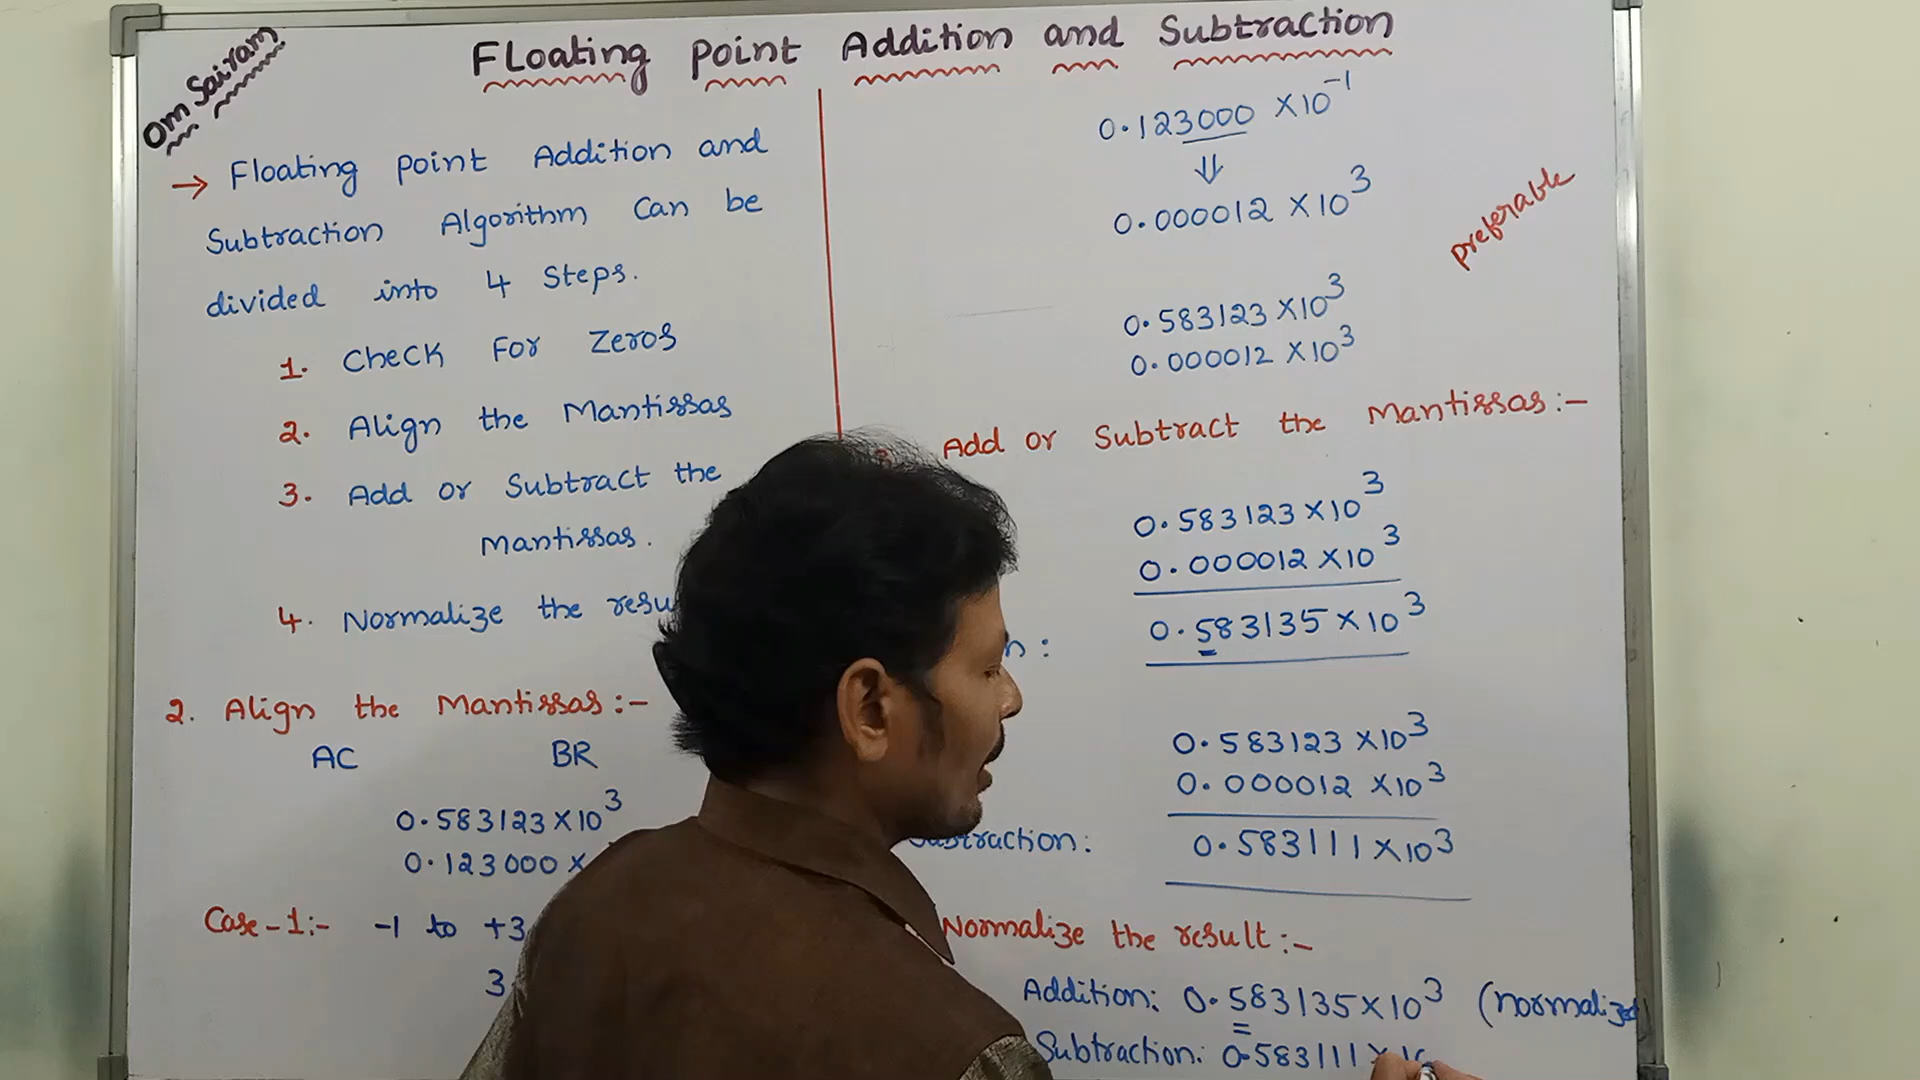 Om Sairam
Floating Point Addition and Subtraction
→ Floating point Addition and
Subtraction Algorithm Can be
divided into 4 Steps.
1. Check For Zeros
2. Align the Mantissas
3. Add or Subtract the
Mantissas.
4. Normalize the resu
2. Align the Mantissas:-
AC BR
0.583123 × 10³
0.123000 ×
Case-1:- -1 to +3
3
0.123000 × 10⁻¹
⇓
0.000012 × 10³
preferable
0.583123 × 10³
0.000012 × 10³
Add or Subtract the Mantissas:-
0.583123 × 10³
0.000012 × 10³
n: 0.583135 × 10³
0.583123 × 10³
0.000012 × 10³
Subtraction: 0.583111 × 10³
Normalize the result:-
Addition: 0.583135 × 10³ (normalized)
Subtraction: 0.583111 × 10